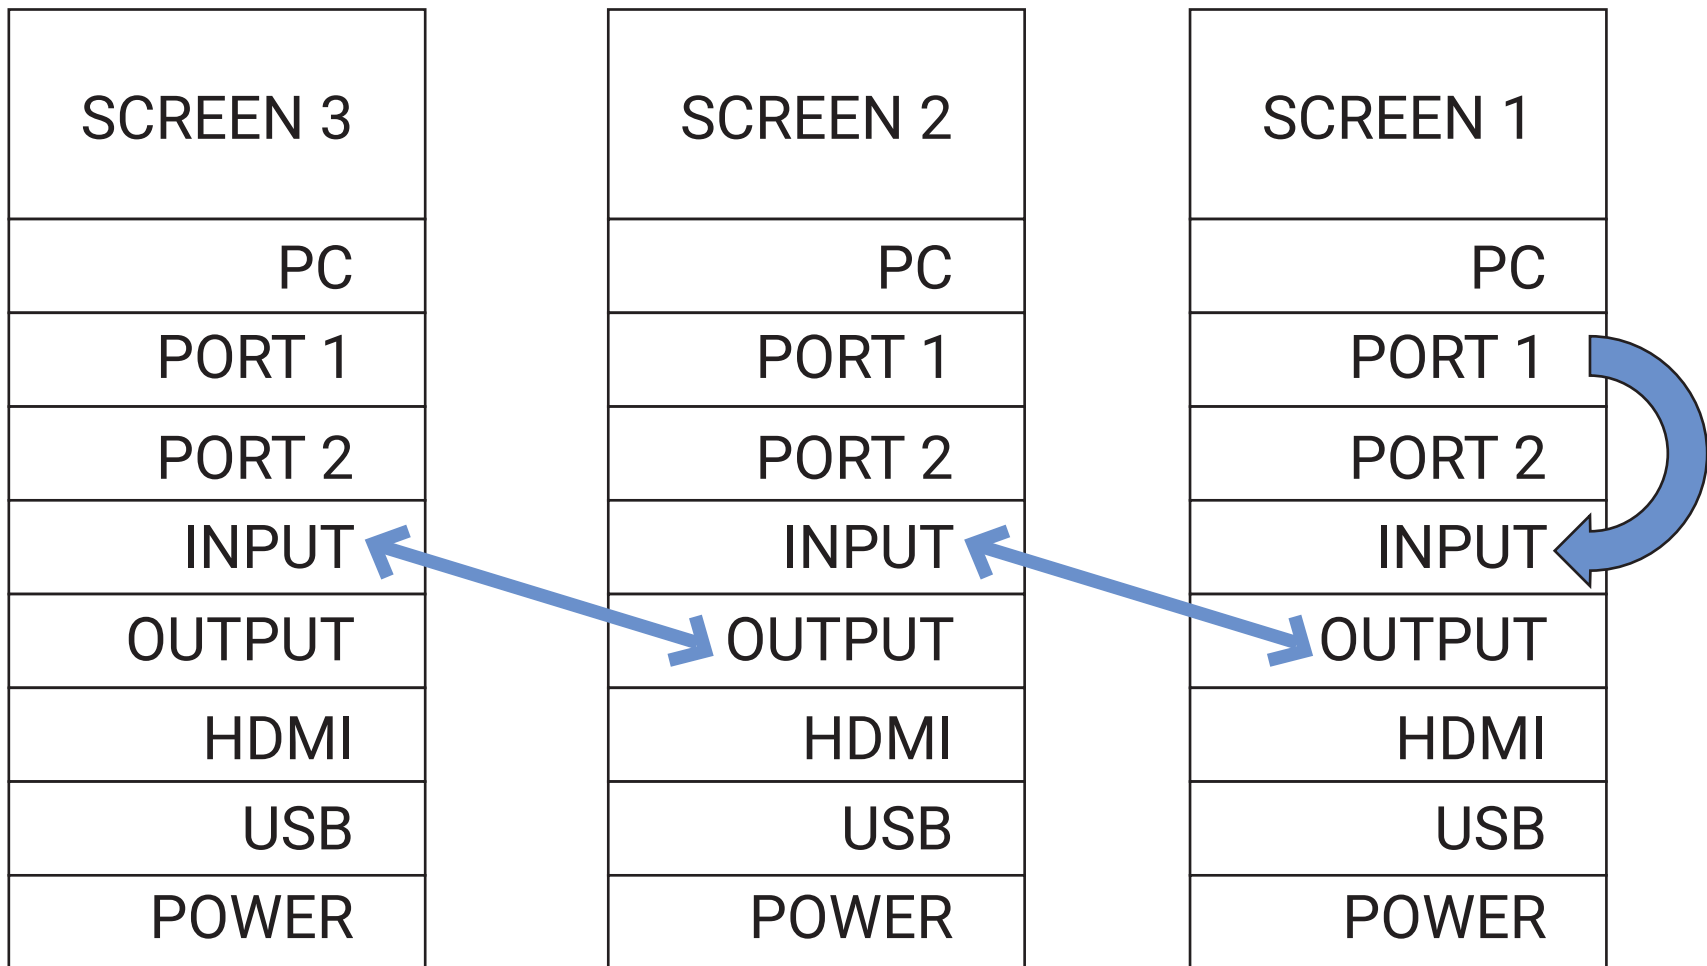 SCREEN 3
PC
PORT 1
PORT 2
INPUT
OUTPUT
HDMI
USB
POWER
SCREEN 2
PC
PORT 1
PORT 2
INPUT
OUTPUT
HDMI
USB
POWER
SCREEN 1
PC
PORT 1
PORT 2
INPUT
OUTPUT
HDMI
USB
POWER